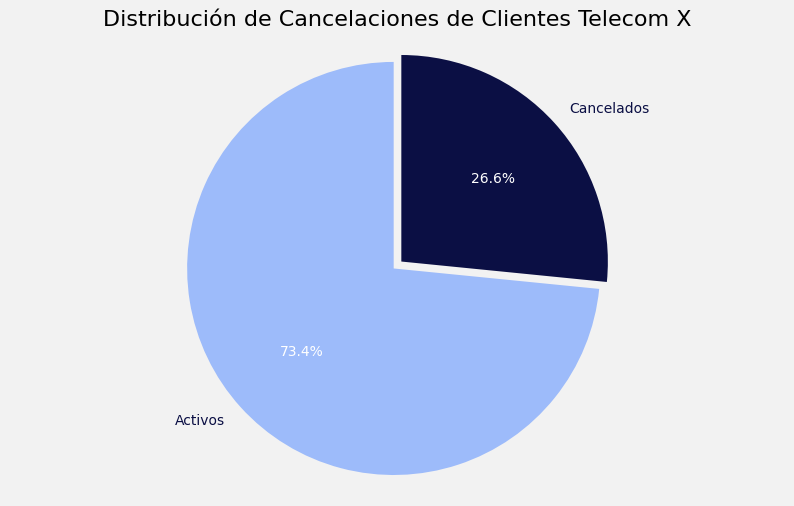 Distribución de Cancelaciones de Clientes Telecom X
Cancelados
26.6%
73.4%
Activos